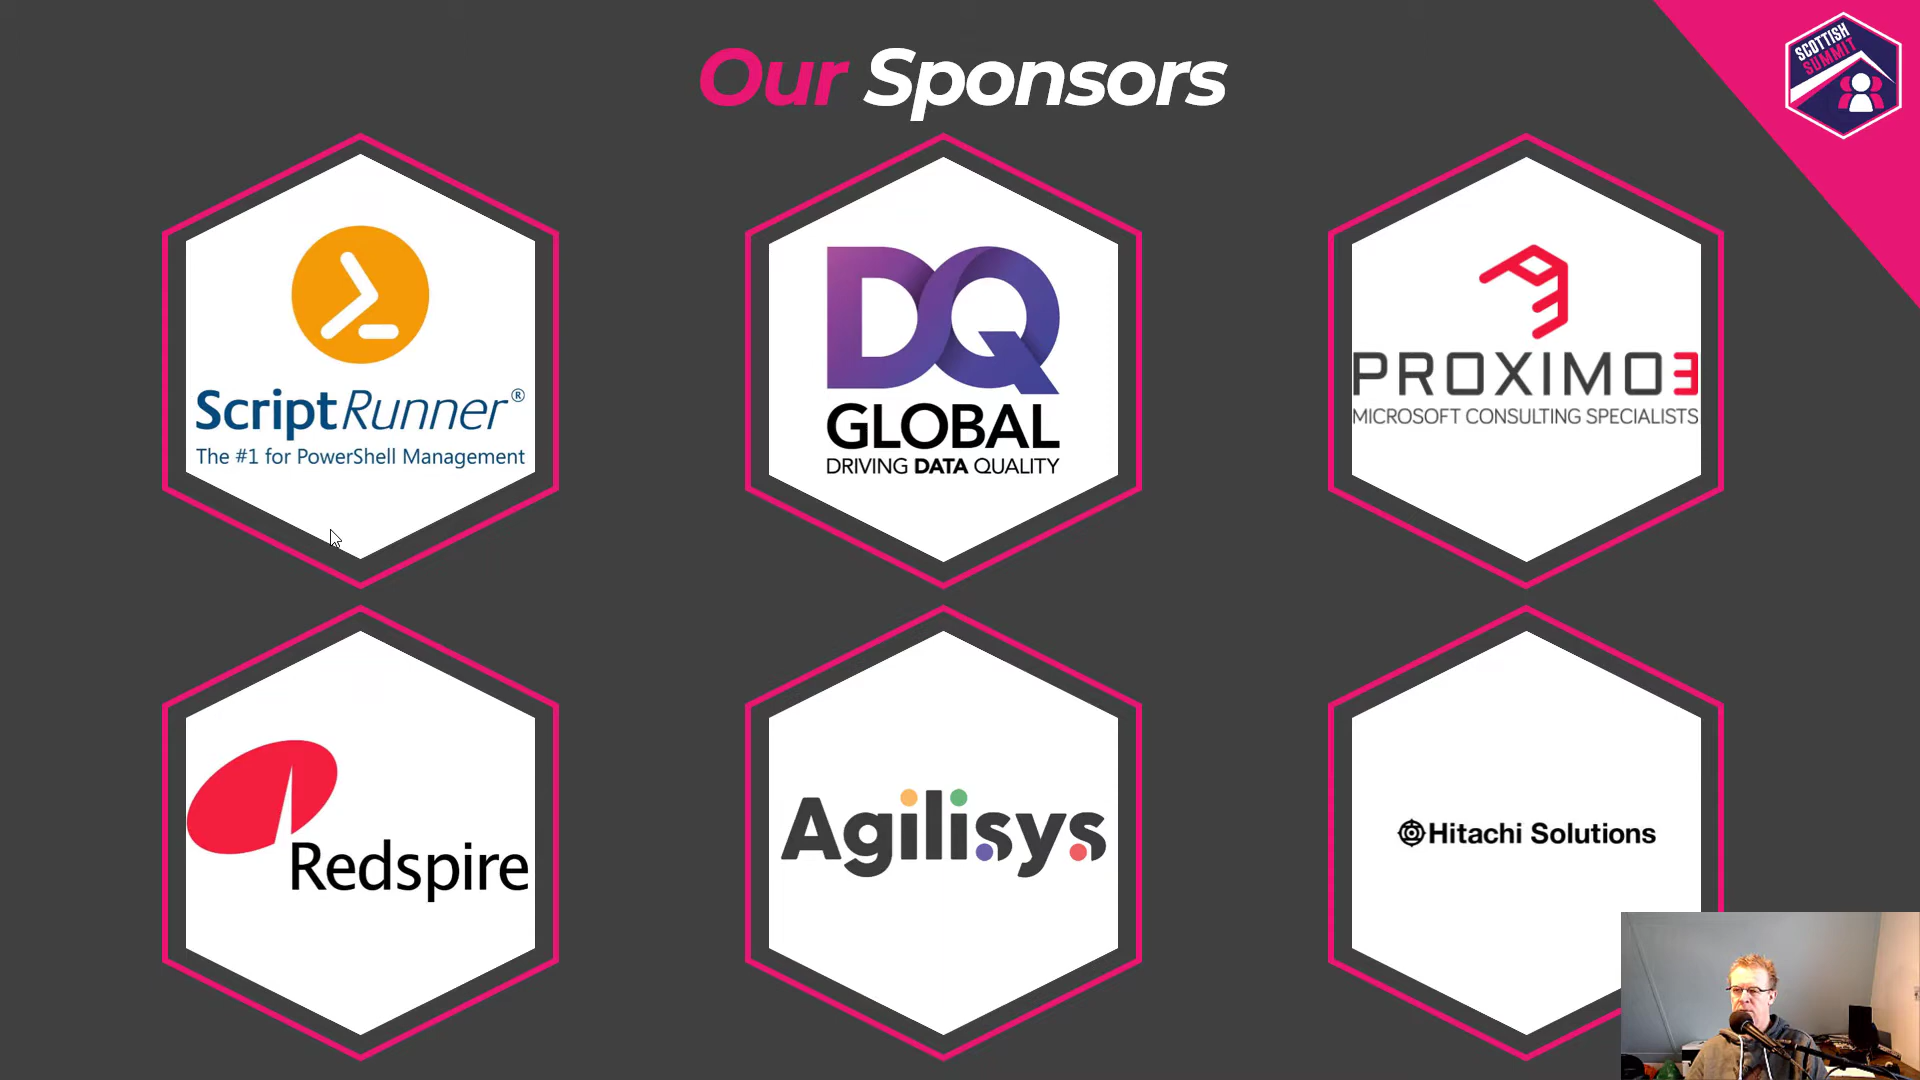 Our Sponsors
SCOTTISH
SUMMIT
ScriptRunner®
The #1 for PowerShell Management
DQ
GLOBAL
DRIVING DATA QUALITY
PROXIMO3
MICROSOFT CONSULTING SPECIALISTS
Redspire
Agilisys
Hitachi Solutions